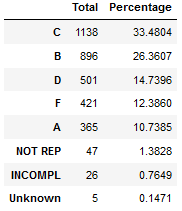 Total Percentage
C 1138 33.4804
B 896 26.3607
D 501 14.7396
F 421 12.3860
A 365 10.7385
NOT REP 47 1.3828
INCOMPL 26 0.7649
Unknown 5 0.1471